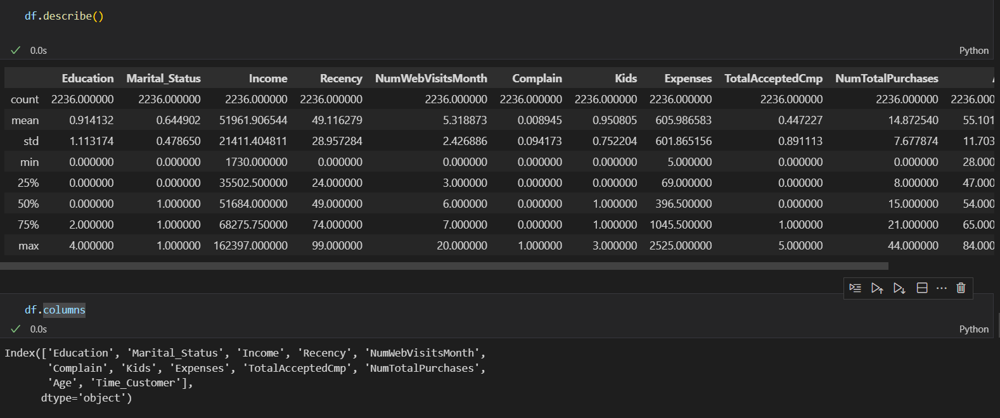 df.describe()
0.0s
Python
Education Marital_Status Income Recency NumWebVisitsMonth Complain Kids Expenses TotalAcceptedCmp NumTotalPurchases
count 2236.000000 2236.000000 2236.000000 2236.000000 2236.000000 2236.000000 2236.000000 2236.000000 2236.000000 2236.000000 2236.000
mean 0.914132 0.644902 51961.906544 49.116279 5.318873 0.008945 0.950805 605.986583 0.447227 14.872540 55.101
std 1.113174 0.478650 21411.404811 28.957284 2.426886 0.094173 0.752204 601.865156 0.891113 7.677874 11.703
min 0.000000 0.000000 1730.000000 0.000000 0.000000 0.000000 0.000000 5.000000 0.000000 0.000000 28.000
25% 0.000000 0.000000 35502.500000 24.000000 3.000000 0.000000 0.000000 69.000000 0.000000 8.000000 47.000
50% 0.000000 1.000000 51684.000000 49.000000 6.000000 0.000000 1.000000 396.500000 0.000000 15.000000 54.000
75% 2.000000 1.000000 68275.750000 74.000000 7.000000 0.000000 1.000000 1045.500000 1.000000 21.000000 65.000
max 4.000000 1.000000 162397.000000 99.000000 20.000000 1.000000 3.000000 2525.000000 5.000000 44.000000 84.000
df.columns
0.0s
Python
Index(['Education', 'Marital_Status', 'Income', 'Recency', 'NumWebVisitsMonth',
'Complain', 'Kids', 'Expenses', 'TotalAcceptedCmp', 'NumTotalPurchases',
'Age', 'Time_Customer'],
dtype='object')